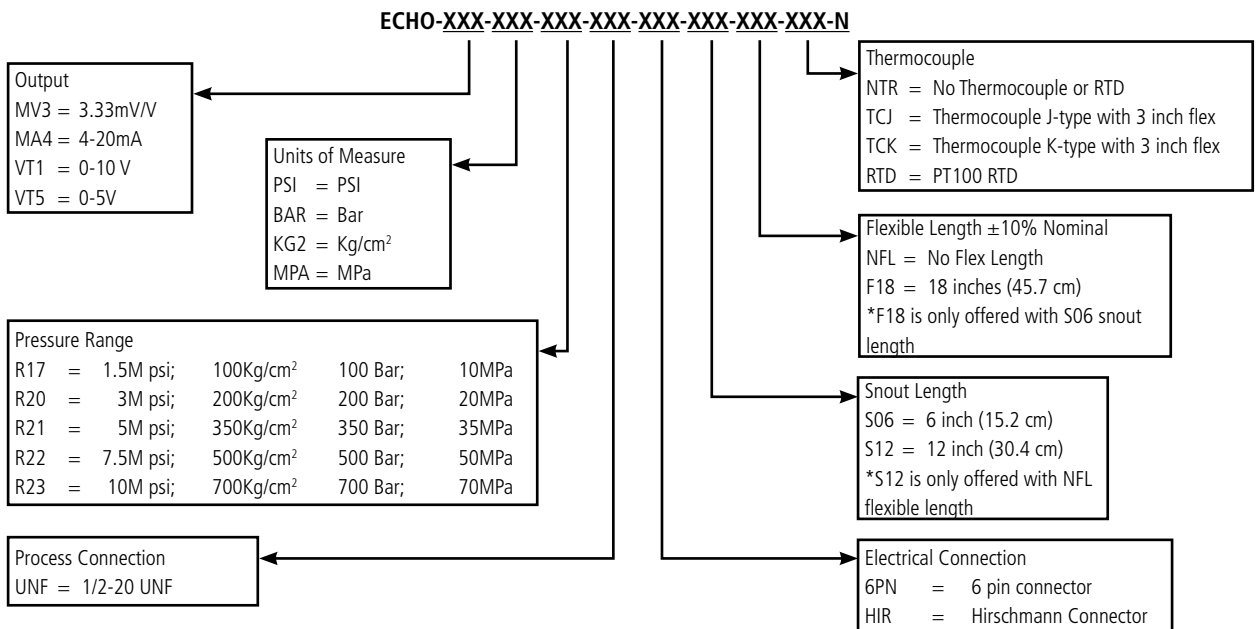 ECHO-XXX-XXX-XXX-XXX-XXX-XXX-XXX-XXX-N
Output
MV3 = 3.33mV/V
MA4 = 4-20mA
VT1 = 0-10 V
VT5 = 0-5V
Units of Measure
PSI = PSI
BAR = Bar
KG2 = Kg/cm²
MPA = MPa
Pressure Range
R17 = 1.5M psi; 100Kg/cm² 100 Bar; 10MPa
R20 = 3M psi; 200Kg/cm² 200 Bar; 20MPa
R21 = 5M psi; 350Kg/cm² 350 Bar; 35MPa
R22 = 7.5M psi; 500Kg/cm² 500 Bar; 50MPa
R23 = 10M psi; 700Kg/cm² 700 Bar; 70MPa
Process Connection
UNF = 1/2-20 UNF
Thermocouple
NTR = No Thermocouple or RTD
TCJ = Thermocouple J-type with 3 inch flex
TCK = Thermocouple K-type with 3 inch flex
RTD = PT100 RTD
Flexible Length ±10% Nominal
NFL = No Flex Length
F18 = 18 inches (45.7 cm)
*F18 is only offered with S06 snout
length
Snout Length
S06 = 6 inch (15.2 cm)
S12 = 12 inch (30.4 cm)
*S12 is only offered with NFL
flexible length
Electrical Connection
6PN = 6 pin connector
HIR = Hirschmann Connector